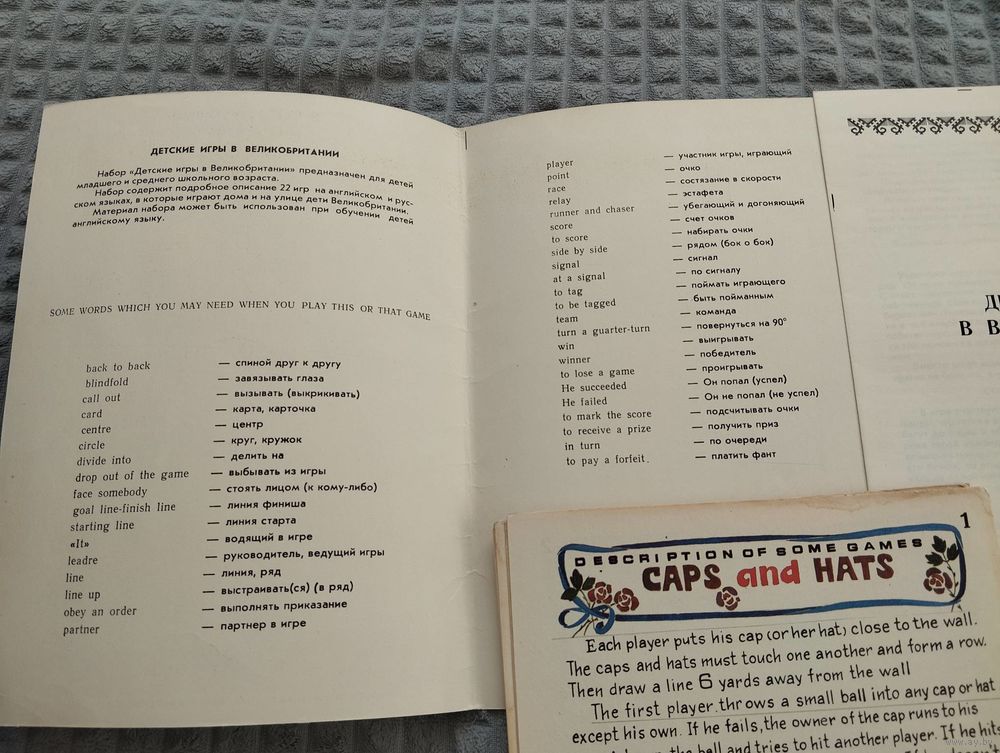 ДЕТСКИЕ ИГРЫ В ВЕЛИКОБРИТАНИИ
Набор «Детские игры в Великобритании» предназначен для детей
младшего и среднего школьного возраста.
Набор содержит подробное описание 22 игр на английском и рус-
ском языках, в которые играют дома и на улице дети Великобритании.
Материал набора может быть использован при обучении детей
английскому языку.
SOME WORDS WHICH YOU MAY NEED WHEN YOU PLAY THIS OR THAT GAME
back to back — спиной друг к другу
blindfold — завязывать глаза
call out — вызывать (выкрикивать)
card — карта, карточка
centre — центр
circle — круг, кружок
divide into — делить на
drop out of the game — выбывать из игры
face somebody — стоять лицом (к кому-либо)
goal line-finish line — линия финиша
starting line — линия старта
«It» — водящий в игре
leadre — руководитель, ведущий игры
line — линия, ряд
line up — выстраивать(ся) (в ряд)
obey an order — выполнять приказание
partner — партнер в игре
player — участник игры, играющий
point — очко
race — состязание в скорости
relay — эстафета
runner and chaser — убегающий и догоняющий
score — счет очков
to score — набирать очки
side by side — рядом (бок о бок)
signal — сигнал
at a signal — по сигналу
to tag — поймать играющего
to be tagged — быть пойманным
team — команда
turn a guarter-turn — повернуться на 90°
win — выигрывать
winner — победитель
to lose a game — проигрывать
He succeeded — Он попал (успел)
He failed — Он не попал (не успел)
to mark the score — подсчитывать очки
to receive a prize — получить приз
in turn — по очереди
to pay a forfeit. — платить фант
В В
1
DESCRIPTION OF SOME GAMES
CAPS and HATS
Each player puts his cap (or her hat) close to the wall.
The caps and hats must touch one another and form a row.
Then draw a line 6 yards away from the wall
The first player throws a small ball into any cap or hat
except his own. If he fails, the owner of the cap runs to his
the ball and tries to hit another player. If he hits
www.ay.by